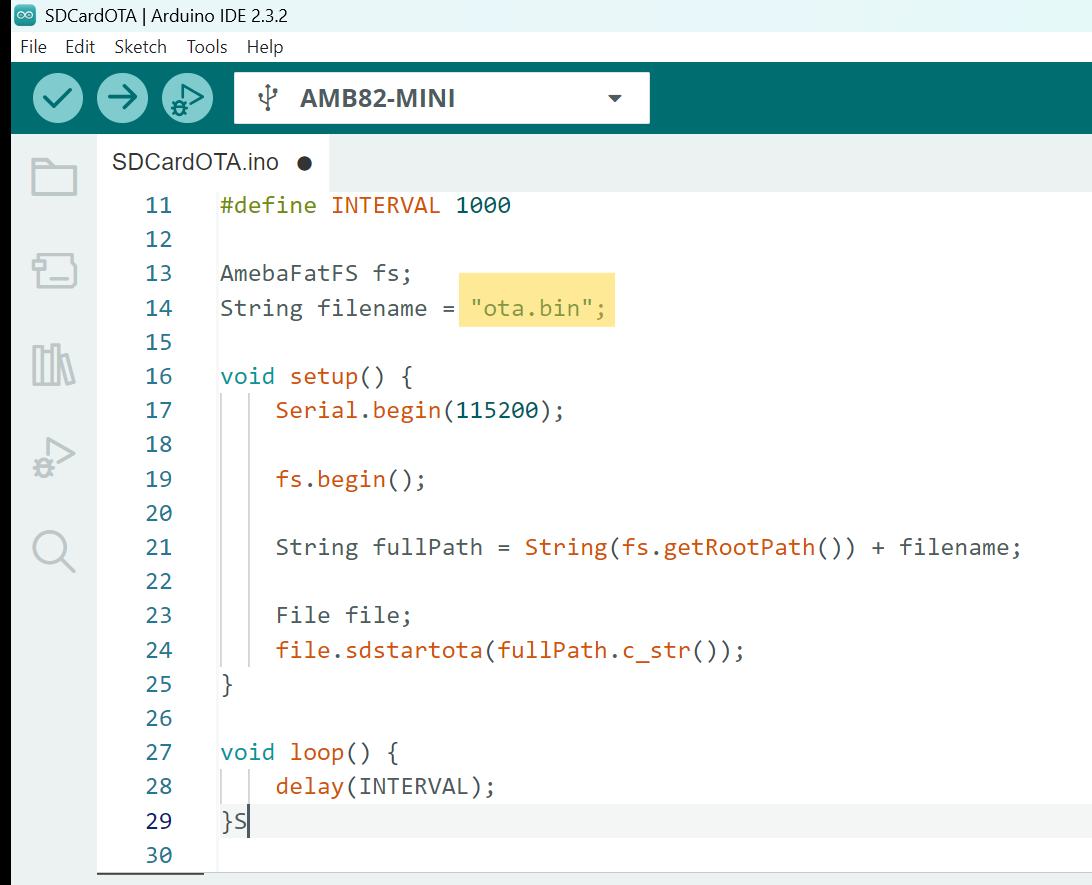 SDCardOTA | Arduino IDE 2.3.2
File Edit Sketch Tools Help
AMB82-MINI
SDCardOTA.ino
11 #define INTERVAL 1000
12
13 AmebaFatFS fs;
14 String filename = "ota.bin";
15
16 void setup() {
17     Serial.begin(115200);
18
19     fs.begin();
20
21     String fullPath = String(fs.getRootPath()) + filename;
22
23     File file;
24     file.sdstartota(fullPath.c_str());
25 }
26
27 void loop() {
28     delay(INTERVAL);
29 }S
30